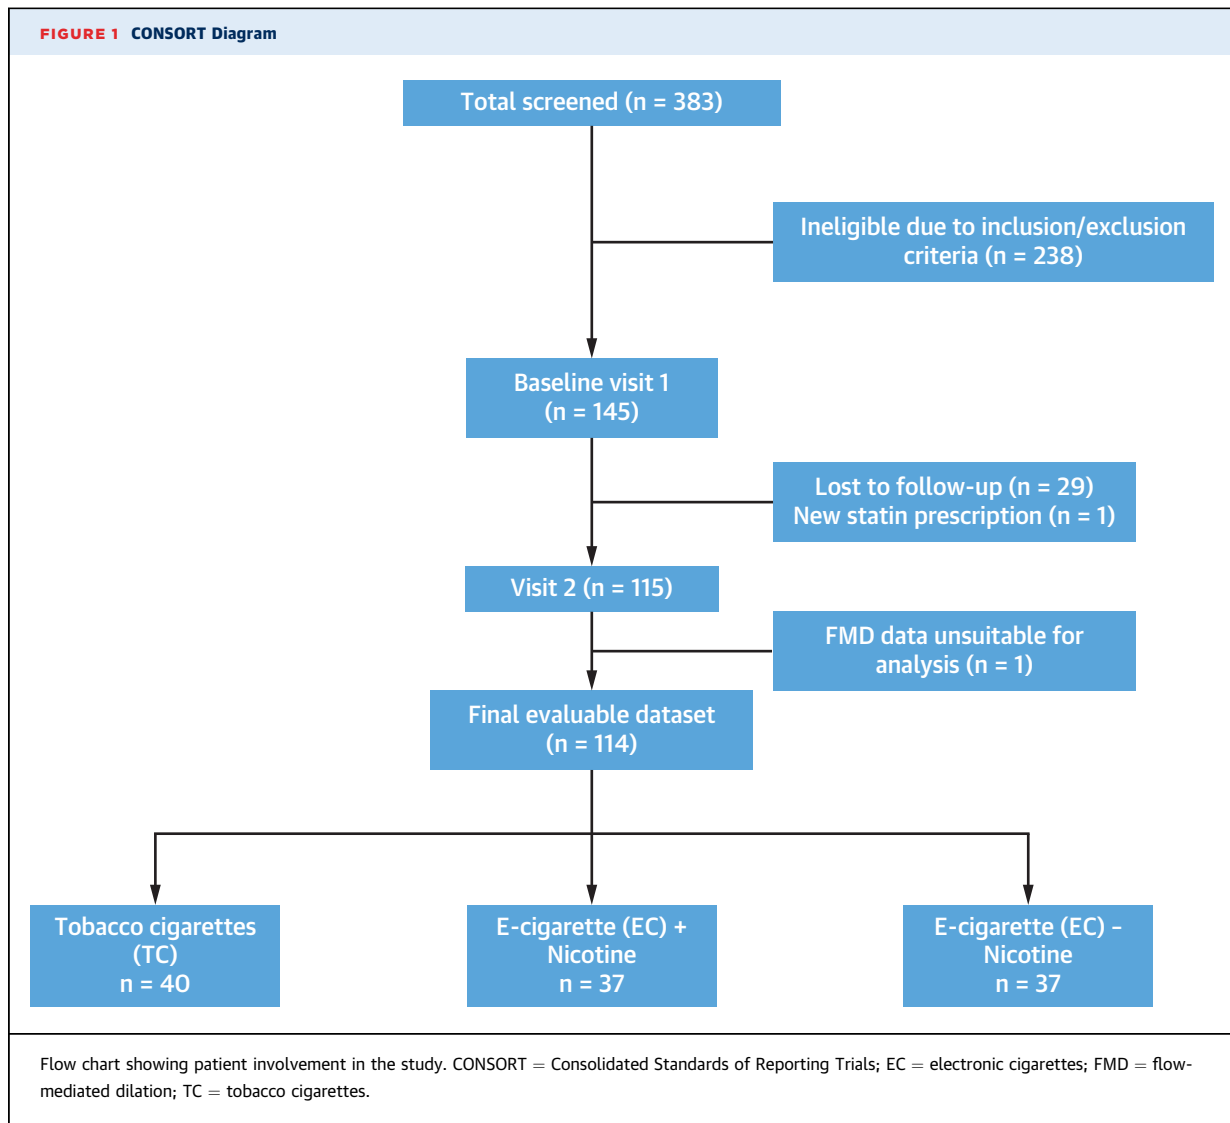 FIGURE 1 CONSORT Diagram
Total screened (n = 383)
Ineligible due to inclusion/exclusion
criteria (n = 238)
Baseline visit 1
(n = 145)
Lost to follow-up (n = 29)
New statin prescription (n = 1)
Visit 2 (n = 115)
FMD data unsuitable for
analysis (n = 1)
Final evaluable dataset
(n = 114)
Tobacco cigarettes
(TC)
n = 40
E-cigarette (EC) +
Nicotine
n = 37
E-cigarette (EC) –
Nicotine
n = 37
Flow chart showing patient involvement in the study. CONSORT = Consolidated Standards of Reporting Trials; EC = electronic cigarettes; FMD = flow-
mediated dilation; TC = tobacco cigarettes.